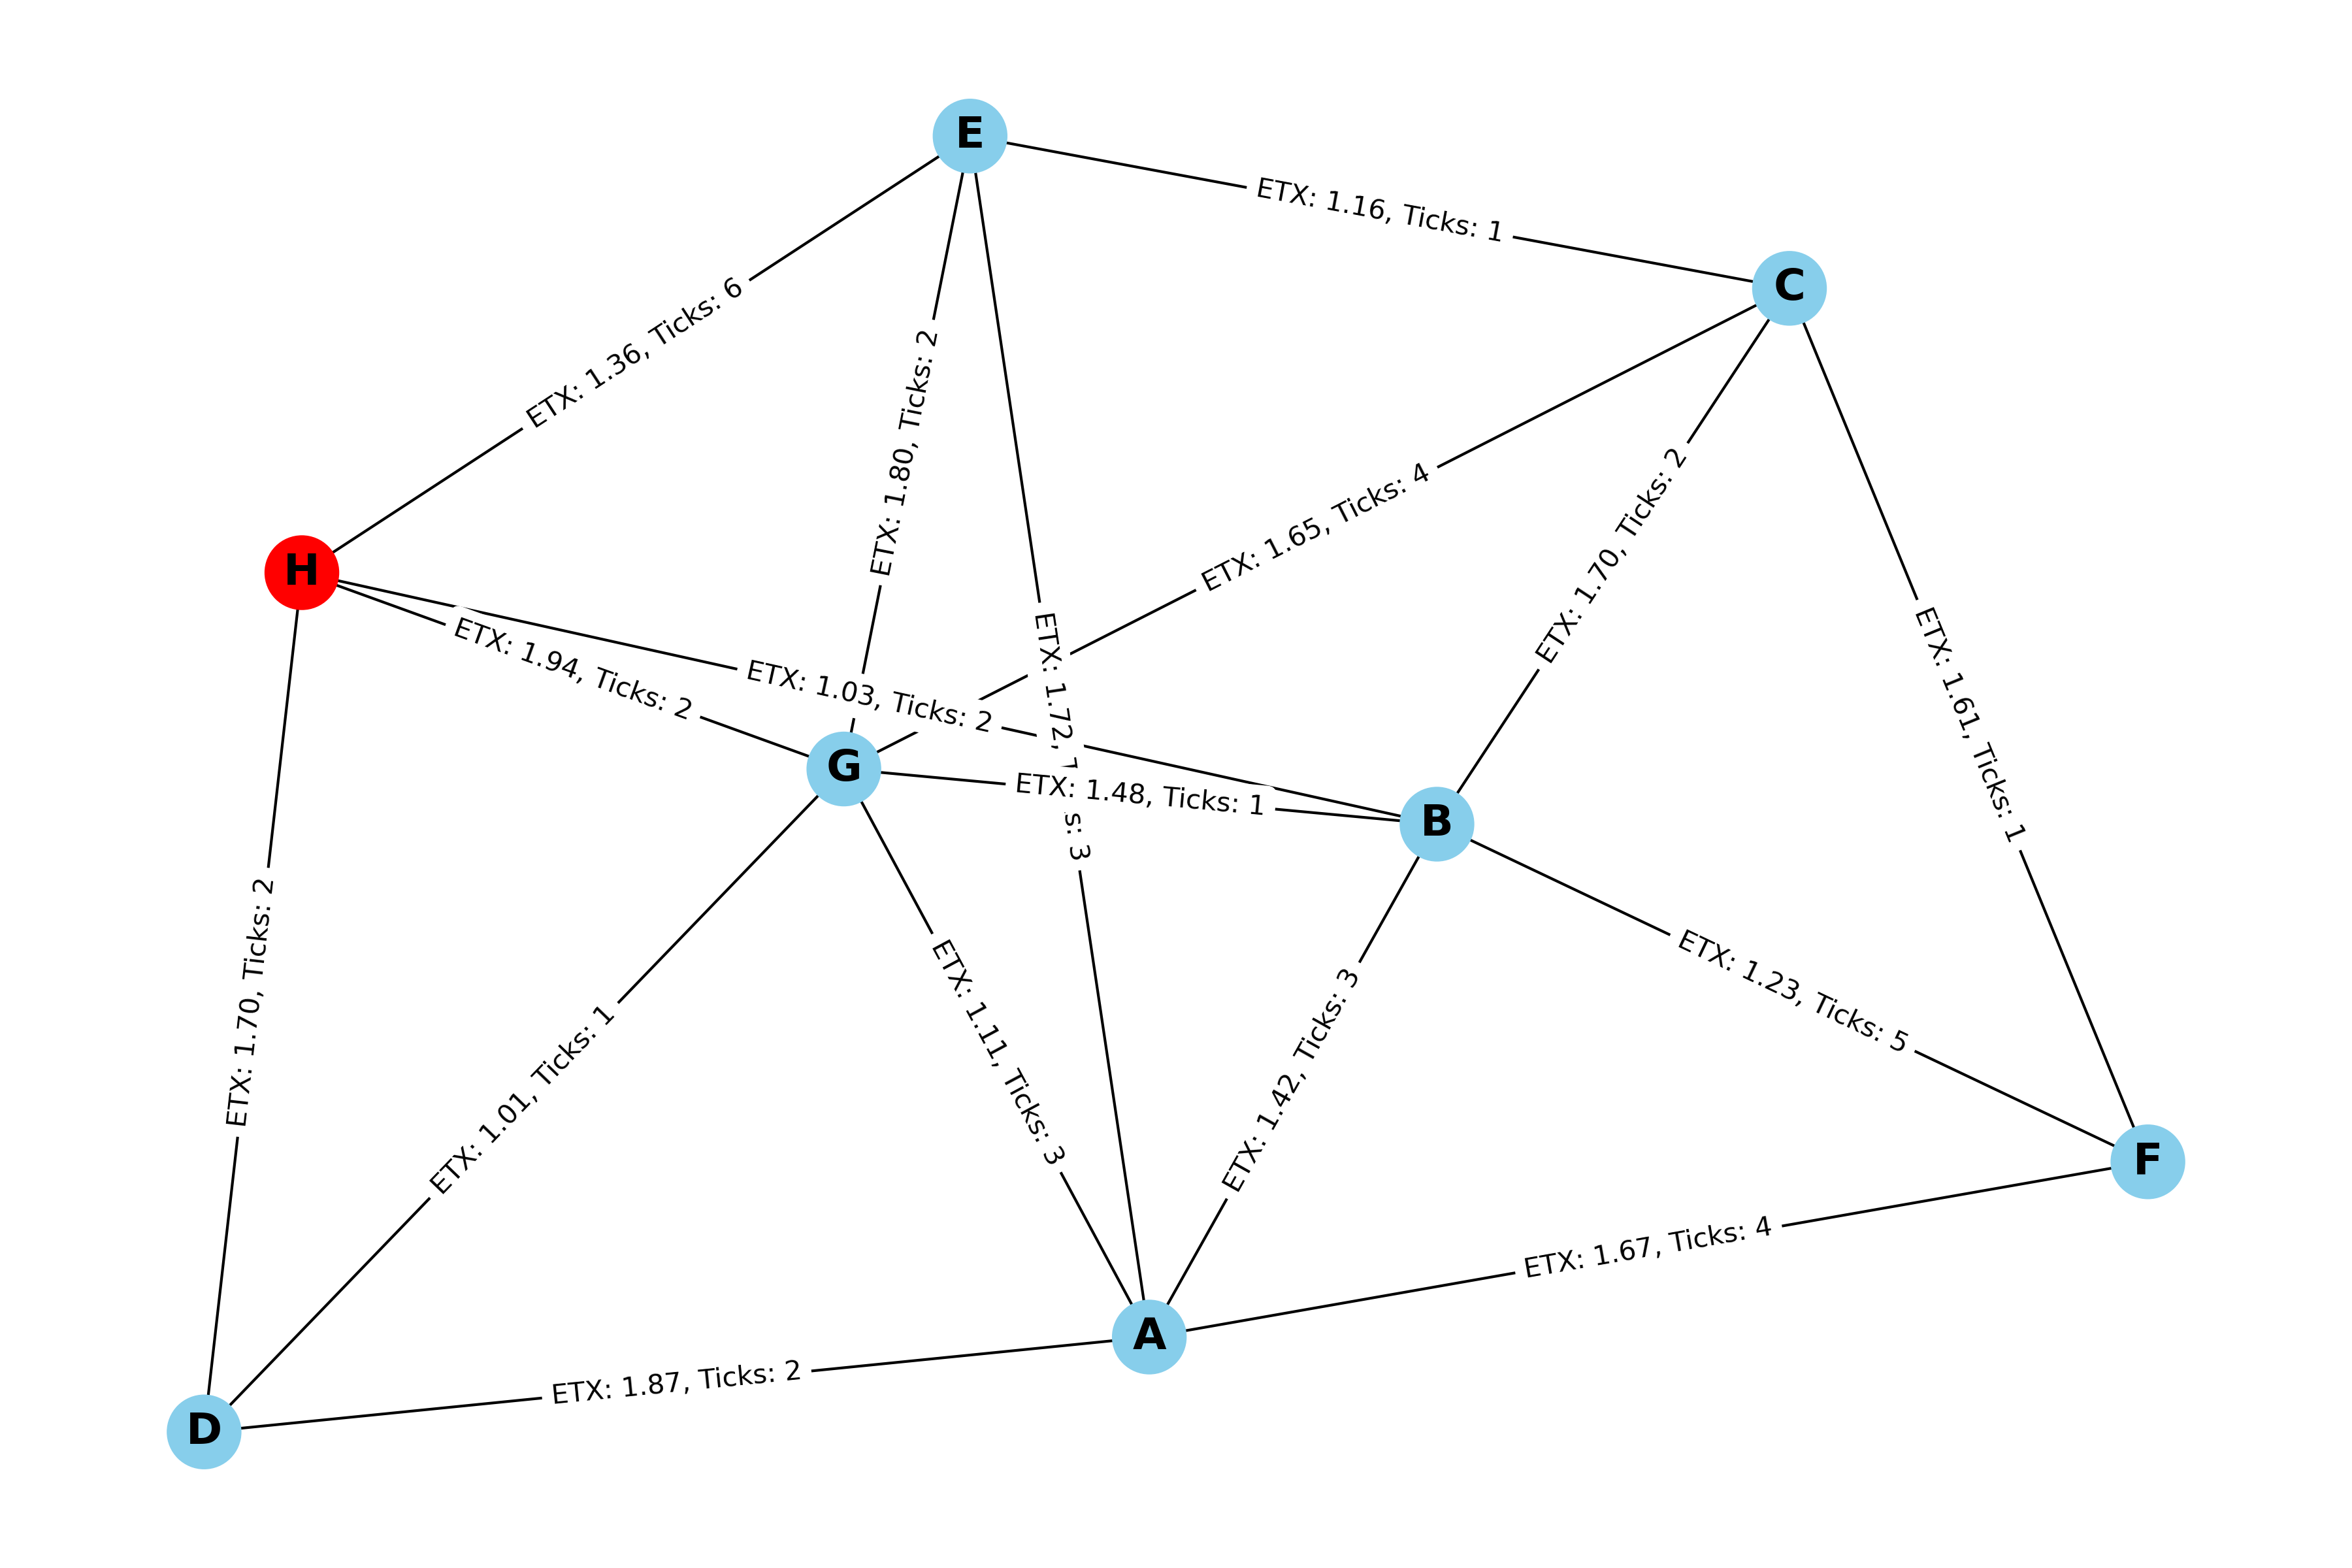 E
ETX: 1.16, Ticks: 1
C
ETX: 1.36, Ticks: 6
ETX: 1.80, Ticks: 2
ETX: 1.65, Ticks: 4
ETX: 1.70, Ticks: 2
H
ETX: 1.94, Ticks: 2
ETX: 1.03, Ticks: 2
ETX: 1.72,
s: 3
ETX: 1.61, Ticks: 1
G
ETX: 1.48, Ticks: 1
B
ETX: 1.70, Ticks: 2
ETX: 1.01, Ticks: 1
ETX: 1.11, Ticks: 3
ETX: 1.42, Ticks: 3
ETX: 1.23, Ticks: 5
F
ETX: 1.67, Ticks: 4
A
ETX: 1.87, Ticks: 2
D